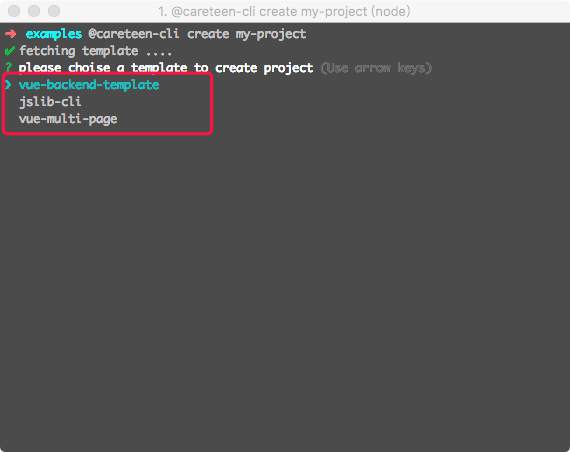 1. @careteen-cli create my-project (node)
➜ examples @careteen-cli create my-project
✔ fetching template ....
? please choise a template to create project (Use arrow keys)
❯ vue-backend-template
jslib-cli
vue-multi-page